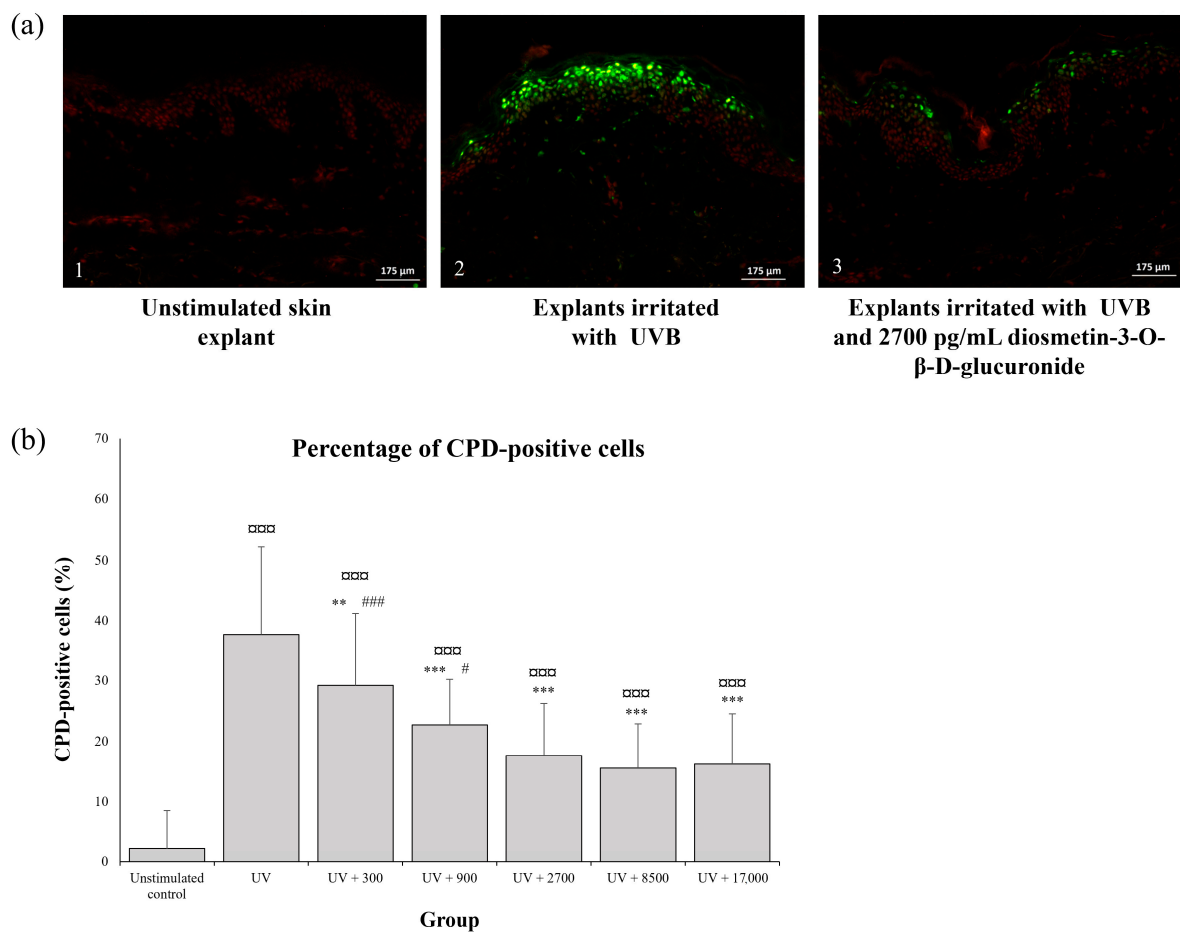 (a)
1
175 µm
2
175 µm
3
175 µm
Unstimulated skin
explant
Explants irritated
with UVB
Explants irritated with UVB
and 2700 pg/mL diosmetin-3-O-
β-D-glucuronide
(b)
Percentage of CPD-positive cells
CPD-positive cells (%)
70
60
50
40
30
20
10
0
¤¤¤
¤¤¤
** ###
¤¤¤
*** #
¤¤¤
***
¤¤¤
***
¤¤¤
***
Unstimulated
control
UV
UV + 300
UV + 900
UV + 2700
UV + 8500
UV + 17,000
Group